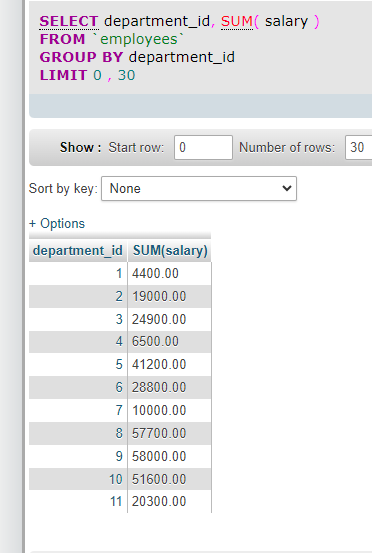 SELECT department_id, SUM( salary )
FROM `employees`
GROUP BY department_id
LIMIT 0 , 30
Show : Start row: 0 Number of rows: 30
Sort by key: None
+ Options
department_id SUM(salary)
1 4400.00
2 19000.00
3 24900.00
4 6500.00
5 41200.00
6 28800.00
7 10000.00
8 57700.00
9 58000.00
10 51600.00
11 20300.00